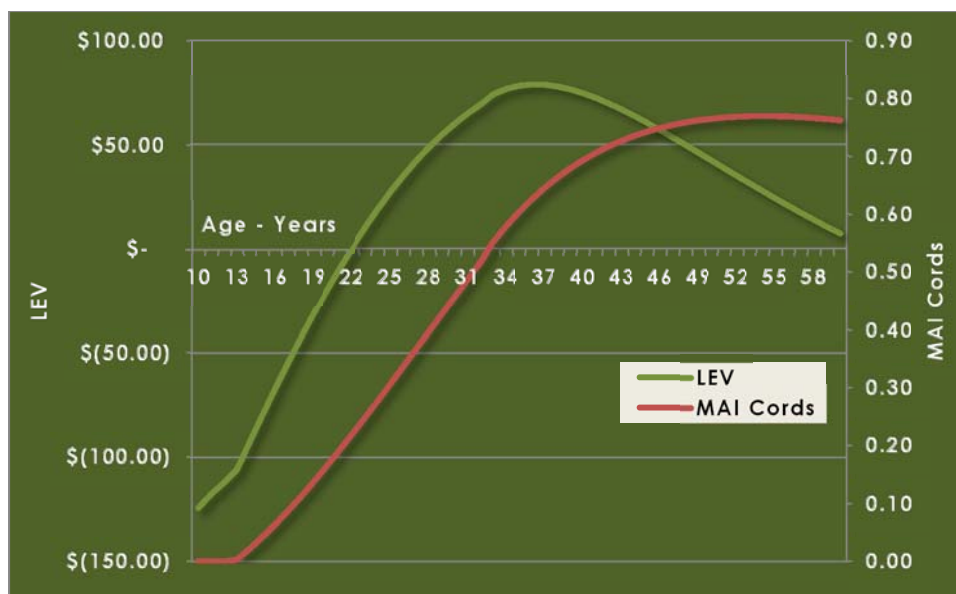 $100.00
$50.00
$-
$(50.00)
$(100.00)
$(150.00)
LEV
Age - Years
10 13 16 19 22 25 28 31 34 37 40 43 46 49 52 55 58
LEV
MAI Cords
0.90
0.80
0.70
0.60
0.50
0.40
0.30
0.20
0.10
0.00
MAI Cords